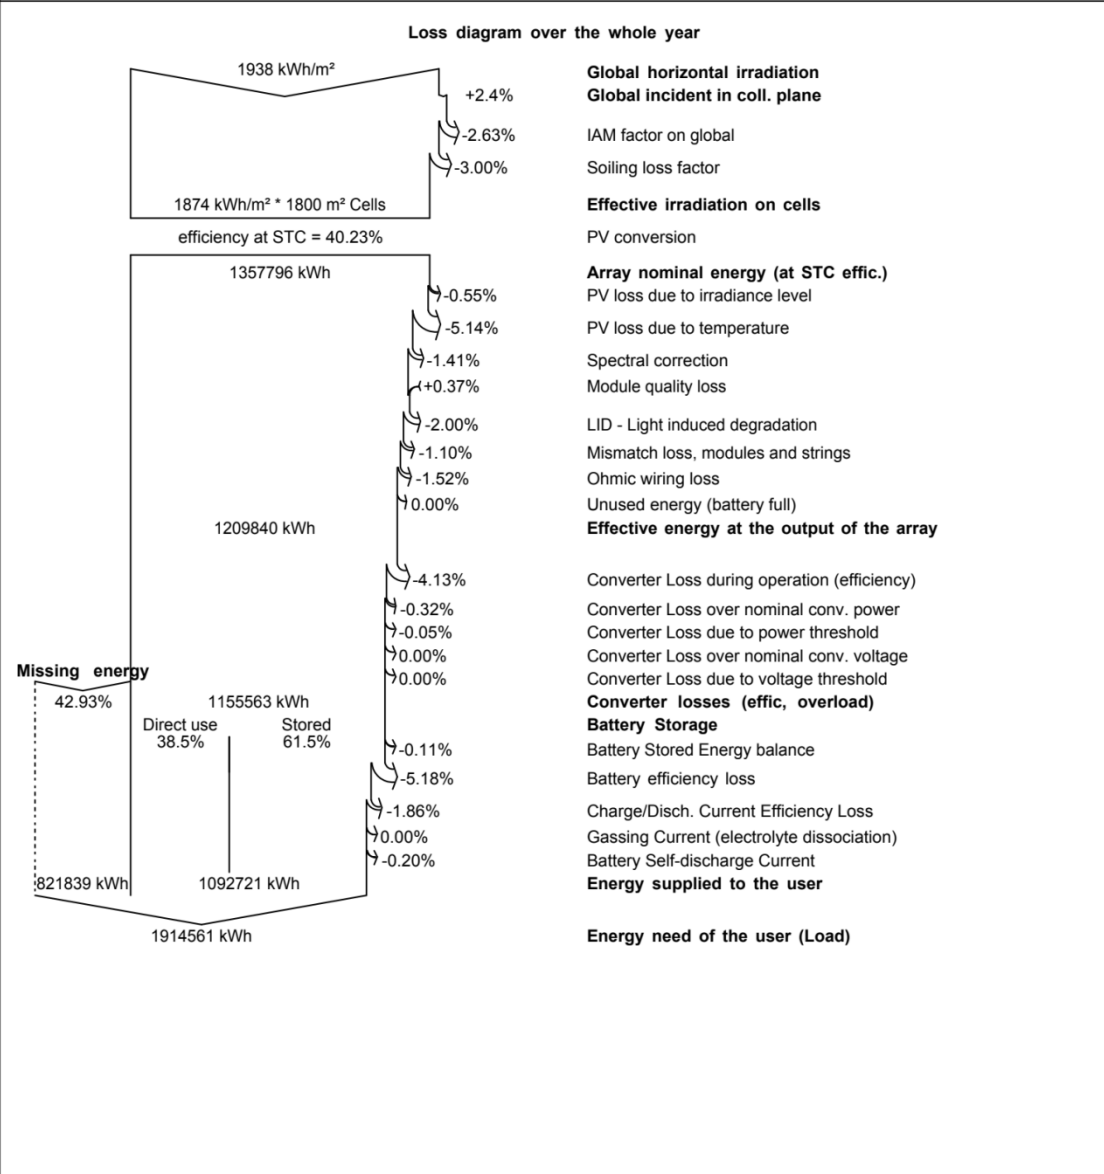 Loss diagram over the whole year
1938 kWh/m² Global horizontal irradiation
+2.4% Global incident in coll. plane
-2.63% IAM factor on global
-3.00% Soiling loss factor
1874 kWh/m² * 1800 m² Cells Effective irradiation on cells
efficiency at STC = 40.23% PV conversion
1357796 kWh Array nominal energy (at STC effic.)
-0.55% PV loss due to irradiance level
-5.14% PV loss due to temperature
-1.41% Spectral correction
+0.37% Module quality loss
-2.00% LID - Light induced degradation
-1.10% Mismatch loss, modules and strings
-1.52% Ohmic wiring loss
0.00% Unused energy (battery full)
1209840 kWh Effective energy at the output of the array
-4.13% Converter Loss during operation (efficiency)
-0.32% Converter Loss over nominal conv. power
-0.05% Converter Loss due to power threshold
0.00% Converter Loss over nominal conv. voltage
Missing energy
0.00% Converter Loss due to voltage threshold
42.93% 1155563 kWh Converter losses (effic, overload)
Direct use Stored Battery Storage
38.5% 61.5%
-0.11% Battery Stored Energy balance
-5.18% Battery efficiency loss
-1.86% Charge/Disch. Current Efficiency Loss
0.00% Gassing Current (electrolyte dissociation)
-0.20% Battery Self-discharge Current
821839 kWh 1092721 kWh Energy supplied to the user
1914561 kWh Energy need of the user (Load)